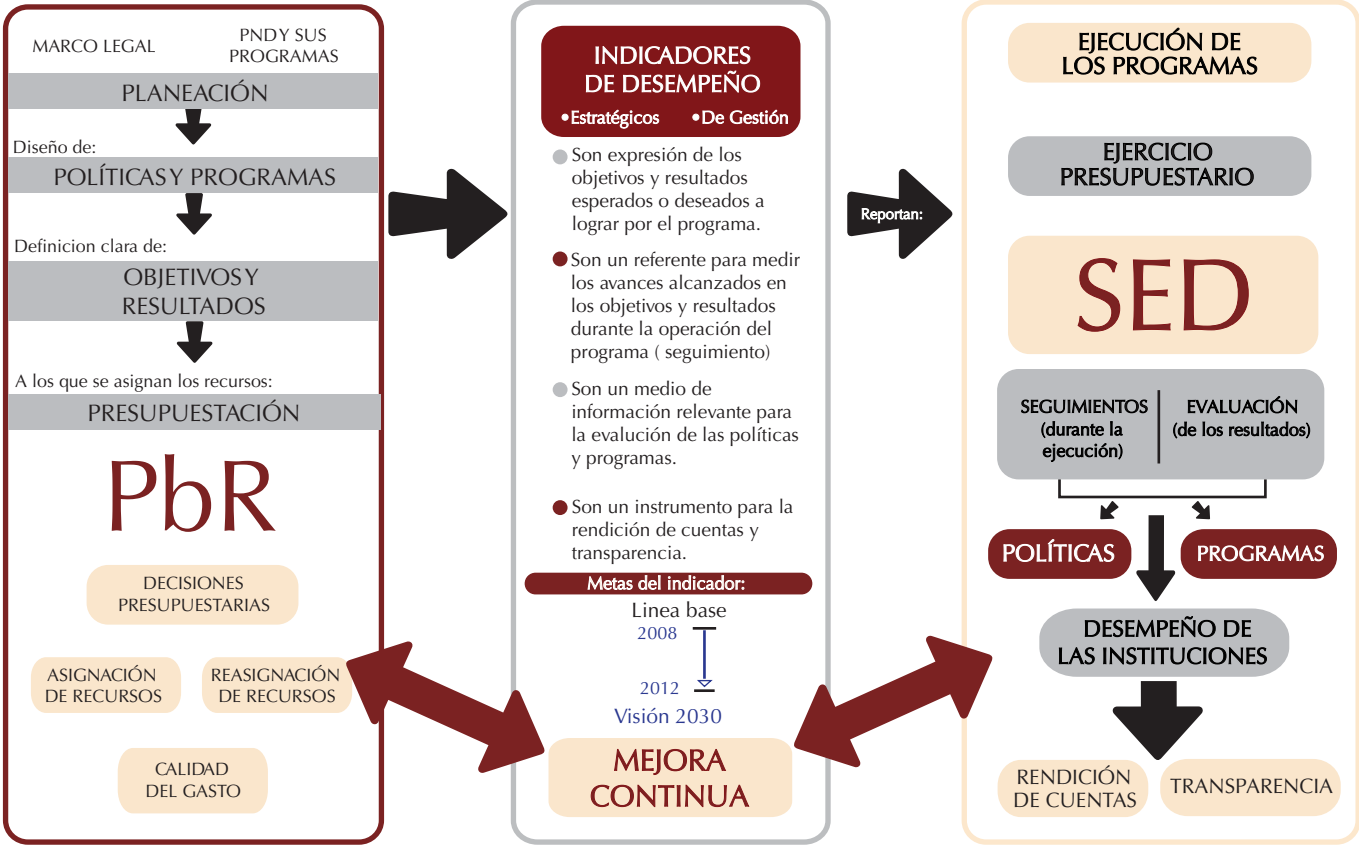 MARCO LEGAL
PND Y SUS
PROGRAMAS
PLANEACIÓN
Diseño de:
POLÍTICAS Y PROGRAMAS
Definicion clara de:
OBJETIVOS Y
RESULTADOS
A los que se asignan los recursos:
PRESUPUESTACIÓN
PbR
DECISIONES
PRESUPUESTARIAS
ASIGNACIÓN
DE RECURSOS
REASIGNACIÓN
DE RECURSOS
CALIDAD
DEL GASTO
INDICADORES
DE DESEMPEÑO
•Estratégicos •De Gestión
Son expresión de los
objetivos y resultados
esperados o deseados a
lograr por el programa.
Son un referente para medir
los avances alcanzados en
los objetivos y resultados
durante la operación del
programa ( seguimiento)
Son un medio de
información relevante para
la evalución de las políticas
y programas.
Son un instrumento para la
rendición de cuentas y
transparencia.
Metas del indicador:
Linea base
2008
2012
Visión 2030
MEJORA
CONTINUA
Reportan:
EJECUCIÓN DE
LOS PROGRAMAS
EJERCICIO
PRESUPUESTARIO
SED
SEGUIMIENTOS
(durante la
ejecución)
EVALUACIÓN
(de los resultados)
POLÍTICAS
PROGRAMAS
DESEMPEÑO DE
LAS INSTITUCIONES
RENDICIÓN
DE CUENTAS
TRANSPARENCIA